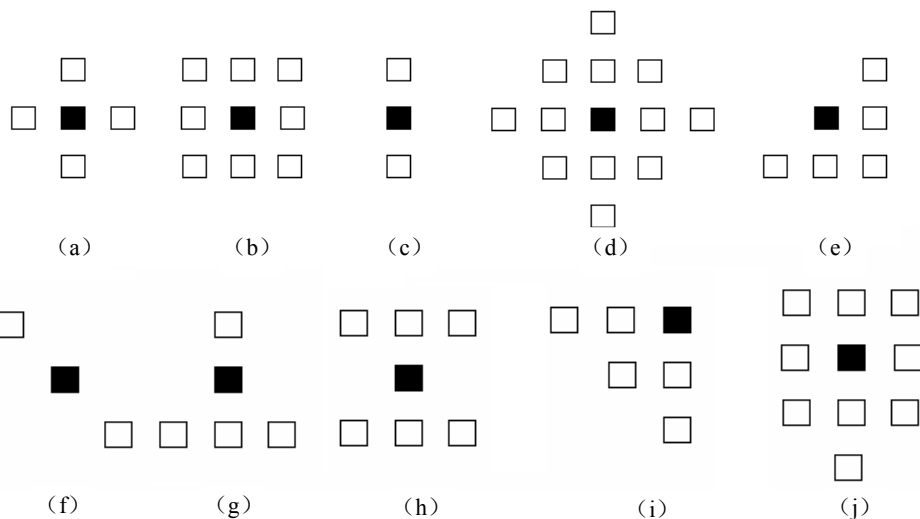 （a）
（b）
（c）
（d）
（e）
（f）
（g）
（h）
（i）
（j）